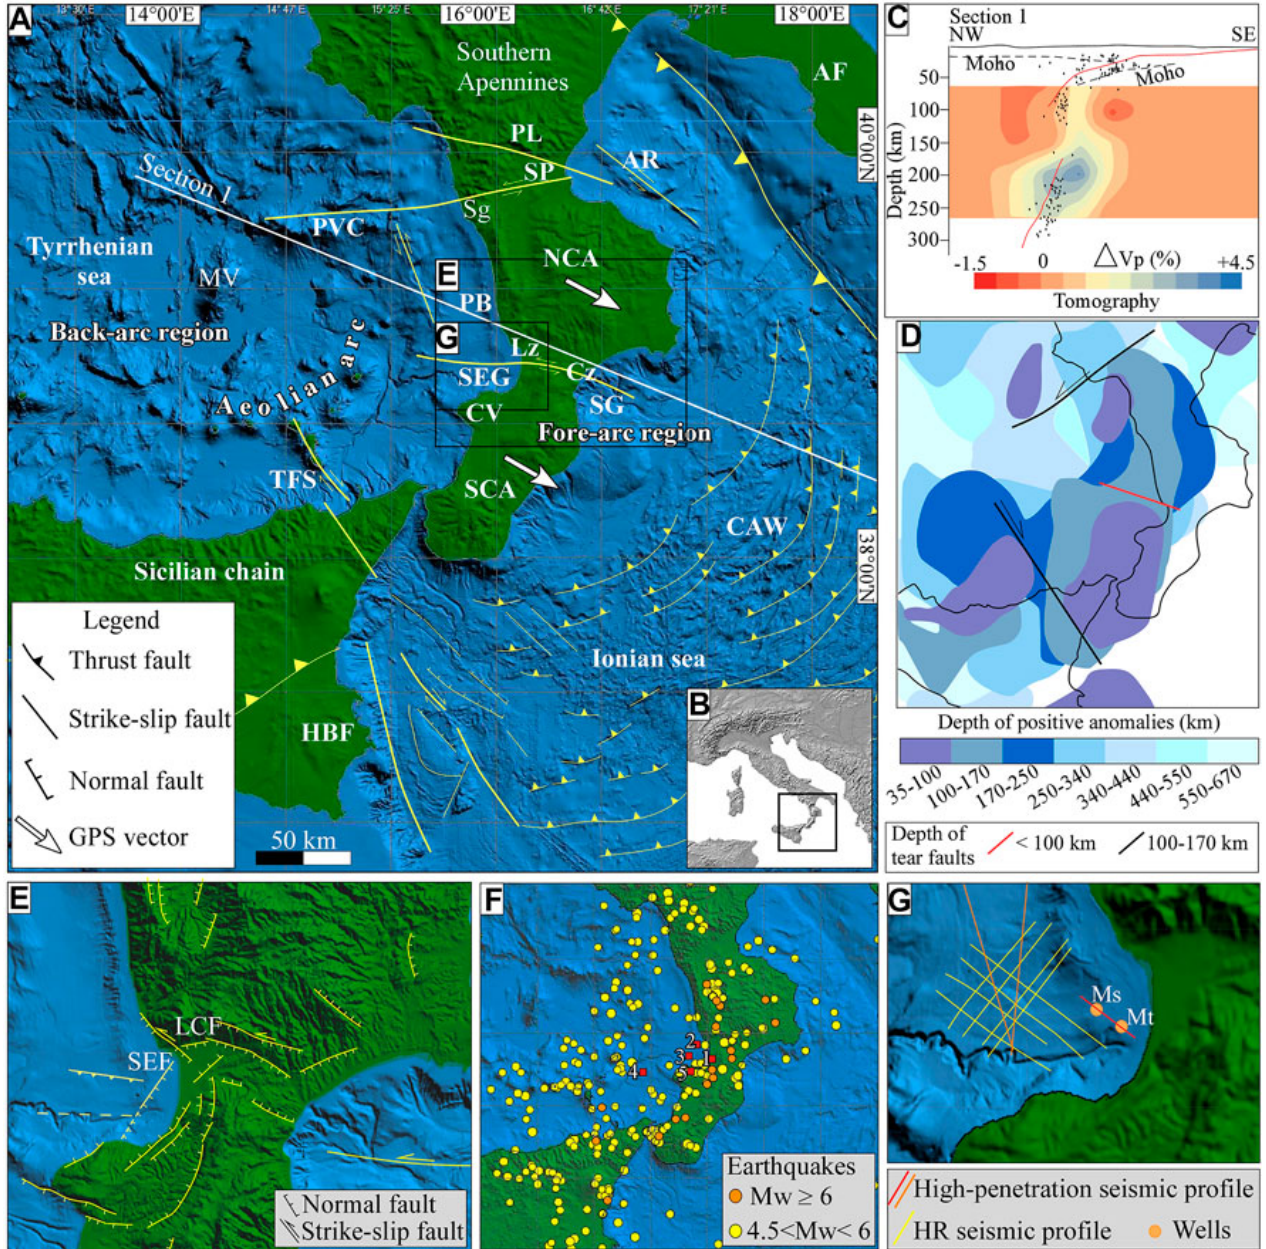 A
13°30'E
14°00'E
14°47'E
15°25'E
16°00'E
16°42'E
17°21'E
18°00'E
Southern
Apennines
AF
40°00'N
PL
AR
SP
Section 1
Sg
PVC
Tyrrhenian
sea
MV
NCA
E
PB
Back-arc region
G
Lz
Aeolian arc
SEG
Cz
CV
SG
Fore-arc region
TFS
SCA
CAW
38°00'N
Sicilian chain
Legend
Thrust fault
Strike-slip fault
Normal fault
GPS vector
Ionian sea
HBF
50 km
B
C
Section 1
NW
SE
Moho
Moho
Depth (km)
50
100
150
200
250
300
-1.5
0
△Vp (%)
+4.5
Tomography
D
Depth of positive anomalies (km)
35-100
100-170
170-250
250-340
340-440
440-550
550-670
Depth of
tear faults
< 100 km
100-170 km
E
LCF
SEF
Normal fault
Strike-slip fault
F
2
3
1
4
5
Earthquakes
Mw ≥ 6
4.5<Mw< 6
G
Ms
Mt
High-penetration seismic profile
HR seismic profile
Wells